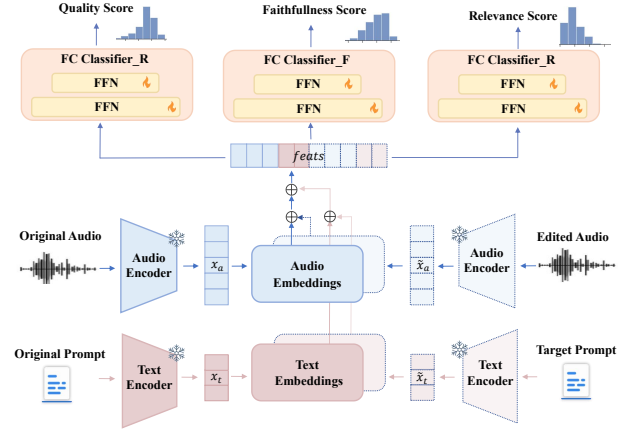 Quality Score
Faithfullness Score
Relevance Score
FC Classifier_R
FFN
FFN
FC Classifier_F
FFN
FFN
FC Classifier_R
FFN
FFN
feats
Original Audio
Audio
Encoder
x_a
Audio
Embeddings
x̃_a
Audio
Encoder
Edited Audio
Original Prompt
Text
Encoder
x_t
Text
Embeddings
x̃_t
Text
Encoder
Target Prompt